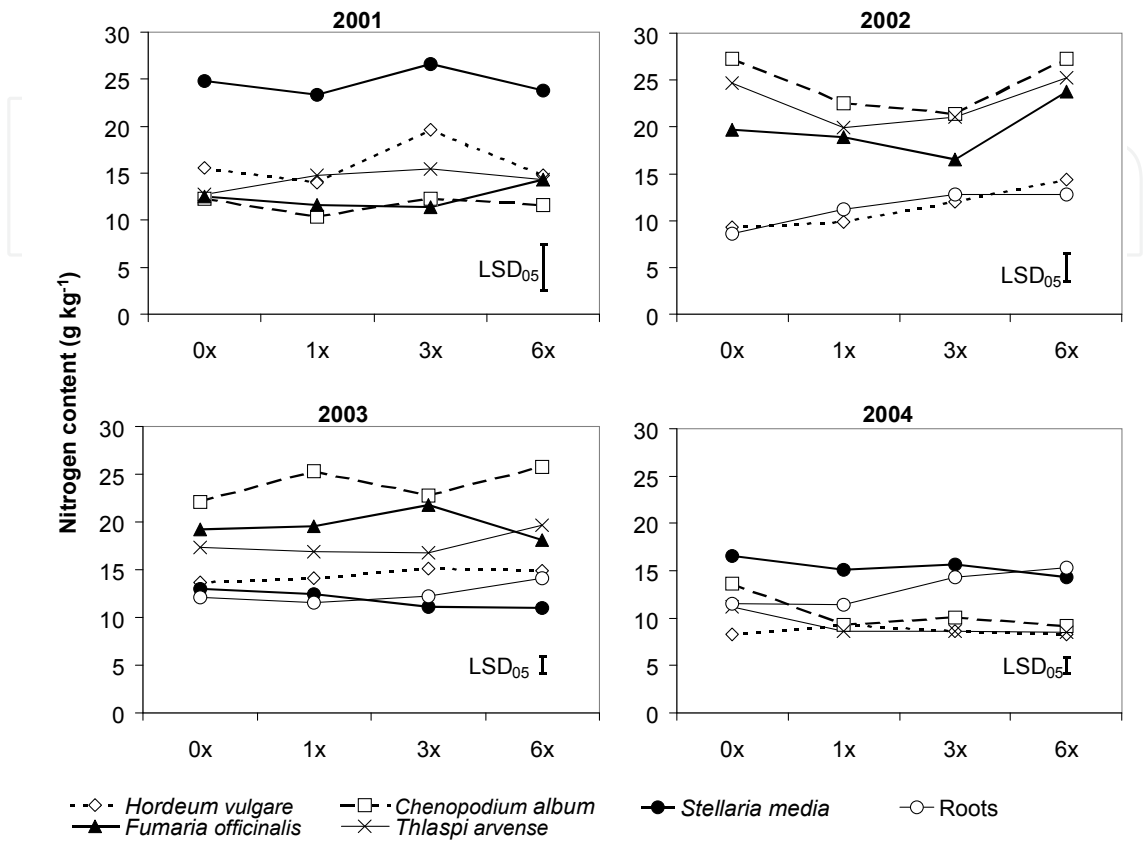 Nitrogen content (g kg⁻¹)
2001
30
25
20
15
10
5
0
LSD₀₅
0x 1x 3x 6x
2002
30
25
20
15
10
5
0
LSD₀₅
0x 1x 3x 6x
2003
30
25
20
15
10
5
0
LSD₀₅
0x 1x 3x 6x
2004
30
25
20
15
10
5
0
LSD₀₅
0x 1x 3x 6x
Hordeum vulgare Chenopodium album Stellaria media Roots
Fumaria officinalis Thlaspi arvense